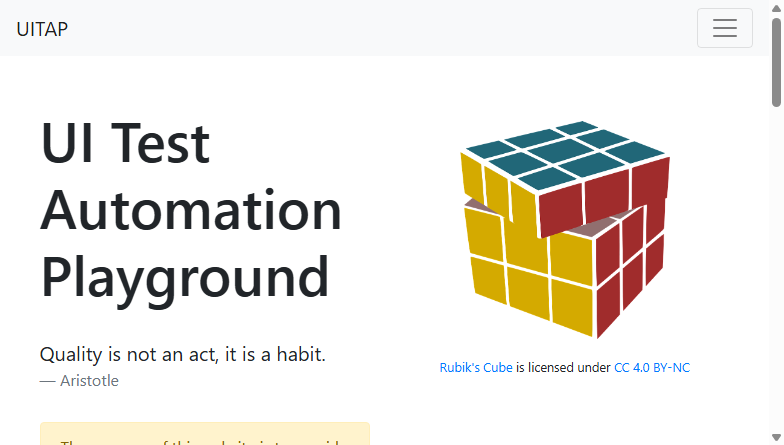 UITAP
UI Test
Automation
Playground
Quality is not an act, it is a habit.
— Aristotle
Rubik's Cube is licensed under CC 4.0 BY-NC